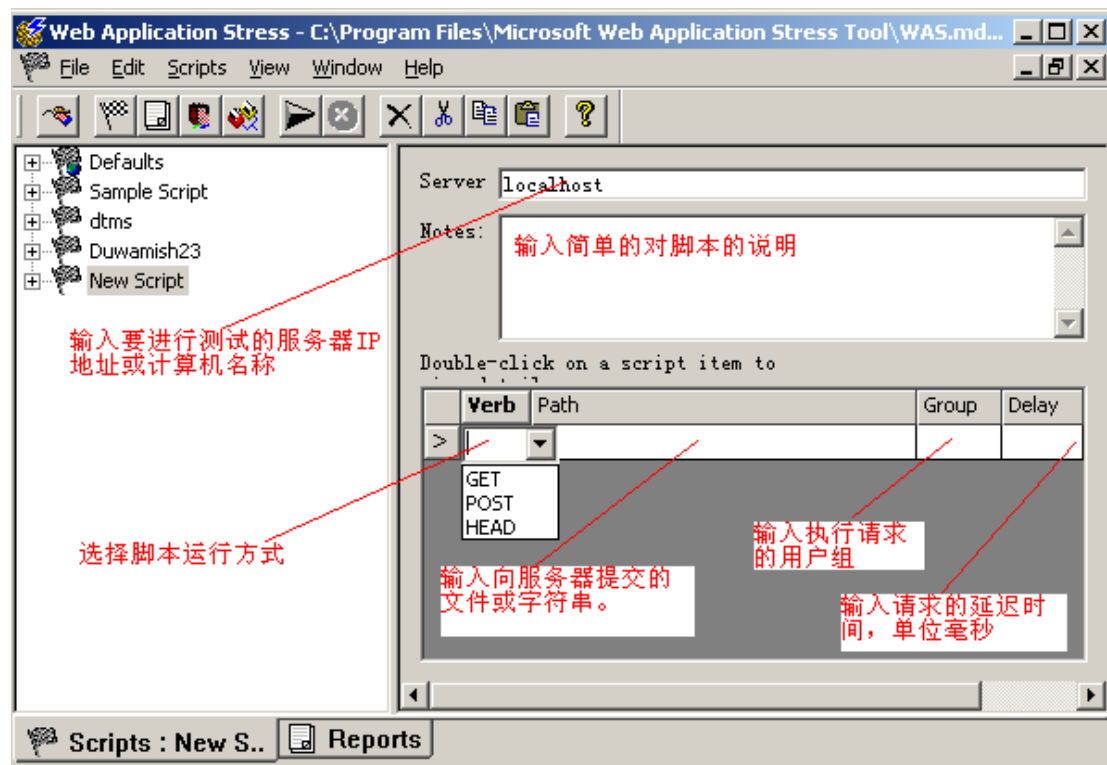 Web Application Stress - C:\Program Files\Microsoft Web Application Stress Tool\WAS.md...
File Edit Scripts View Window Help
Defaults
Sample Script
dtms
Duwamish23
New Script
输入要进行测试的服务器IP
地址或计算机名称
选择脚本运行方式
Server localhost
Notes:
输入简单的对脚本的说明
Double-click on a script item to
Verb Path Group Delay
>
GET
POST
HEAD
输入执行请求
的用户组
输入向服务器提交的
文件或字符串。
输入请求的延迟时
间，单位毫秒
Scripts : New S.. Reports